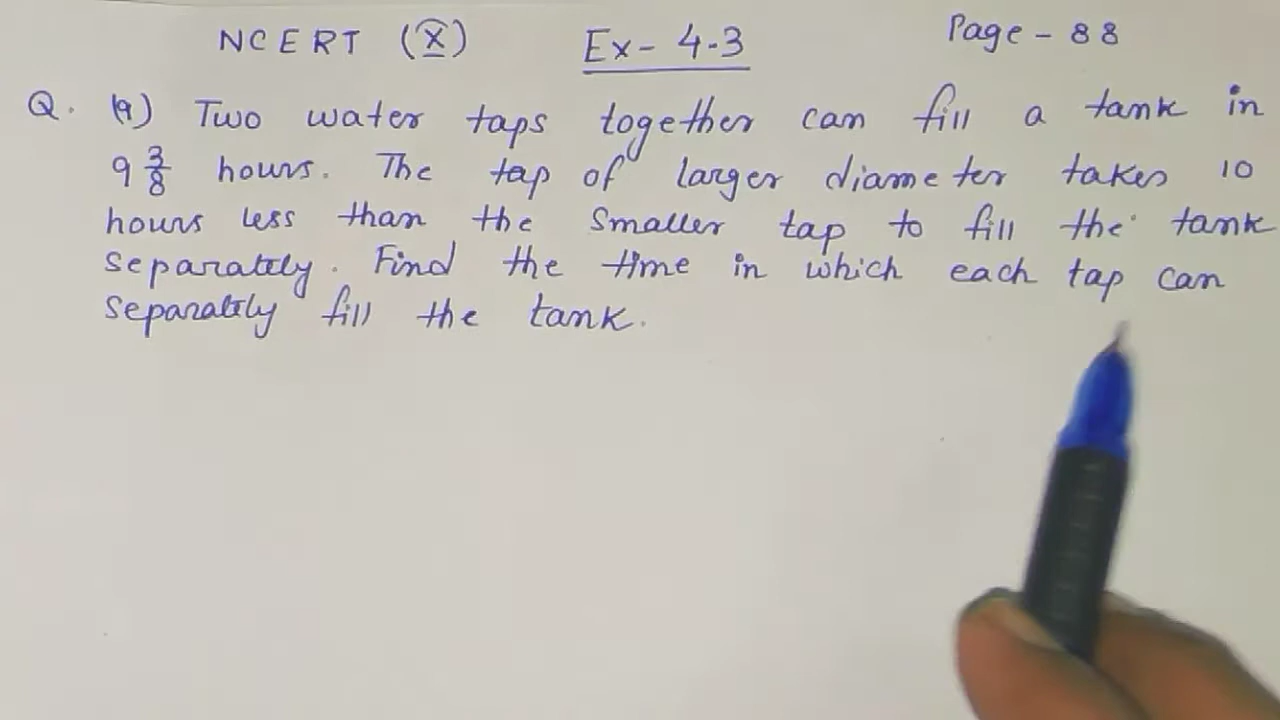 NCERT (X) Ex- 4.3 Page - 88
Q. (9) Two water taps together can fill a tank in
9 3/8 hours. The tap of larger diameter takes 10
hours less than the smaller tap to fill the tank
separately. Find the time in which each tap can
separately fill the tank.